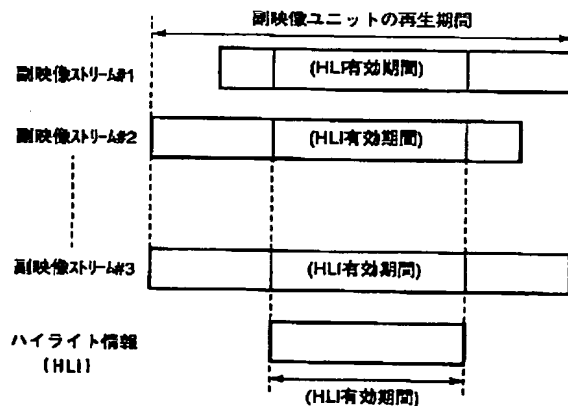 副映像ユニットの再生期間
副映像ストリーム#1
(HLI有効期間)
副映像ストリーム#2
(HLI有効期間)
副映像ストリーム#3
(HLI有効期間)
ハイライト情報
(HLI)
(HLI有効期間)